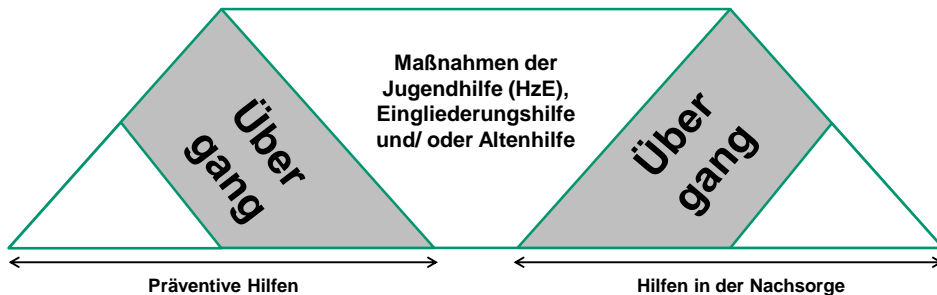 Maßnahmen der
Jugendhilfe (HzE),
Eingliederungshilfe
und/ oder Altenhilfe
Über
gang
Über
gang
Präventive Hilfen
Hilfen in der Nachsorge